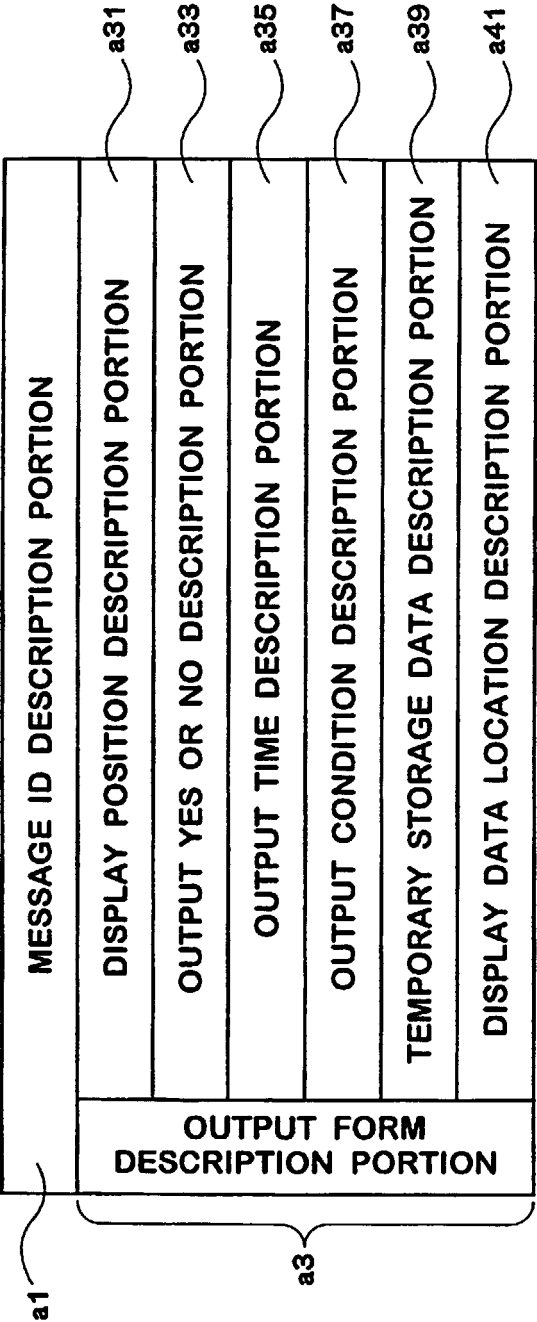 a1
MESSAGE ID DESCRIPTION PORTION
a3
OUTPUT FORM
DESCRIPTION PORTION
DISPLAY POSITION DESCRIPTION PORTION
a31
OUTPUT YES OR NO DESCRIPTION PORTION
a33
OUTPUT TIME DESCRIPTION PORTION
a35
OUTPUT CONDITION DESCRIPTION PORTION
a37
TEMPORARY STORAGE DATA DESCRIPTION PORTION
a39
DISPLAY DATA LOCATION DESCRIPTION PORTION
a41